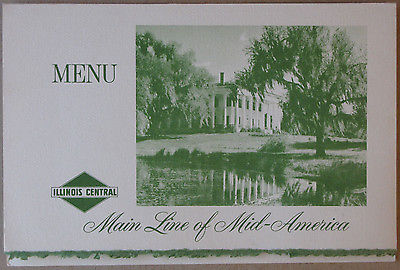 MENU
ILLINOIS CENTRAL
Main Line of Mid-America